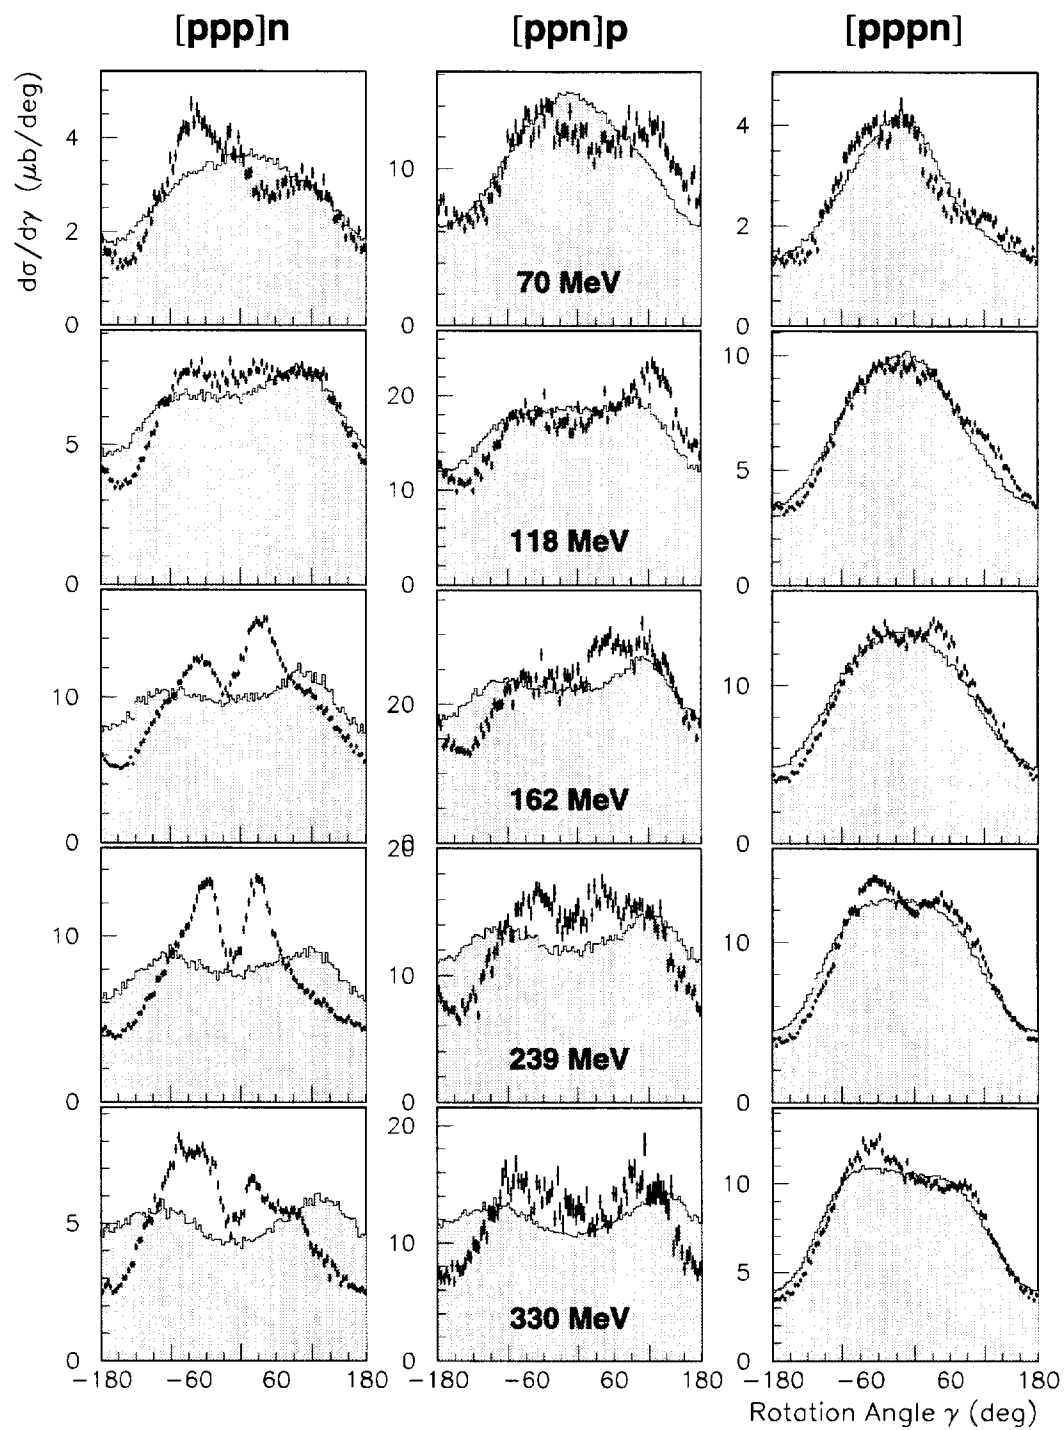 [ppp]n [ppn]p [pppn]
dσ/dγ (μb/deg)
4 10 4
2 2
0 0 0
70 MeV
5 20 10
10 5
0 0 0
118 MeV
10 20 10
0 0 0
162 MeV
20
10 10 10
0 0 0
239 MeV
20
5 10 10
5
0 0 0
330 MeV
-180 -60 60 180 -180 -60 60 180 -180 -60 60 180
Rotation Angle γ (deg)